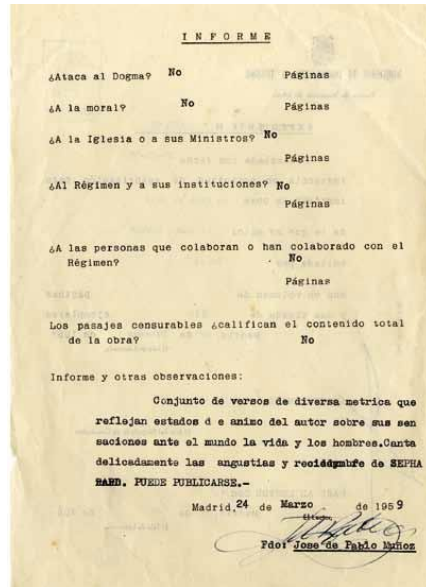 INFORME
¿Ataca al Dogma? No Páginas
¿A la moral? No Páginas
¿A la Iglesia o a sus Ministros? No
Páginas
¿Al Régimen y a sus instituciones? No
Páginas
¿A las personas que colaboran o han colaborado con el
Régimen? No
Páginas
Los pasajes censurables ¿califican el contenido total
de la obra? No
Informe y otras observaciones:
Conjunto de versos de diversa metrica que
reflejan estados d e animo del autor sobre sus sen
saciones ante el mundo la vida y los hombres.Canta
delicadamente las angustias y de SEPHA
RARD. PUEDE PUBLICARSE.-
Madrid, 24 de Marzo de 1959
Fdo: Jose de Pablo Muñoz